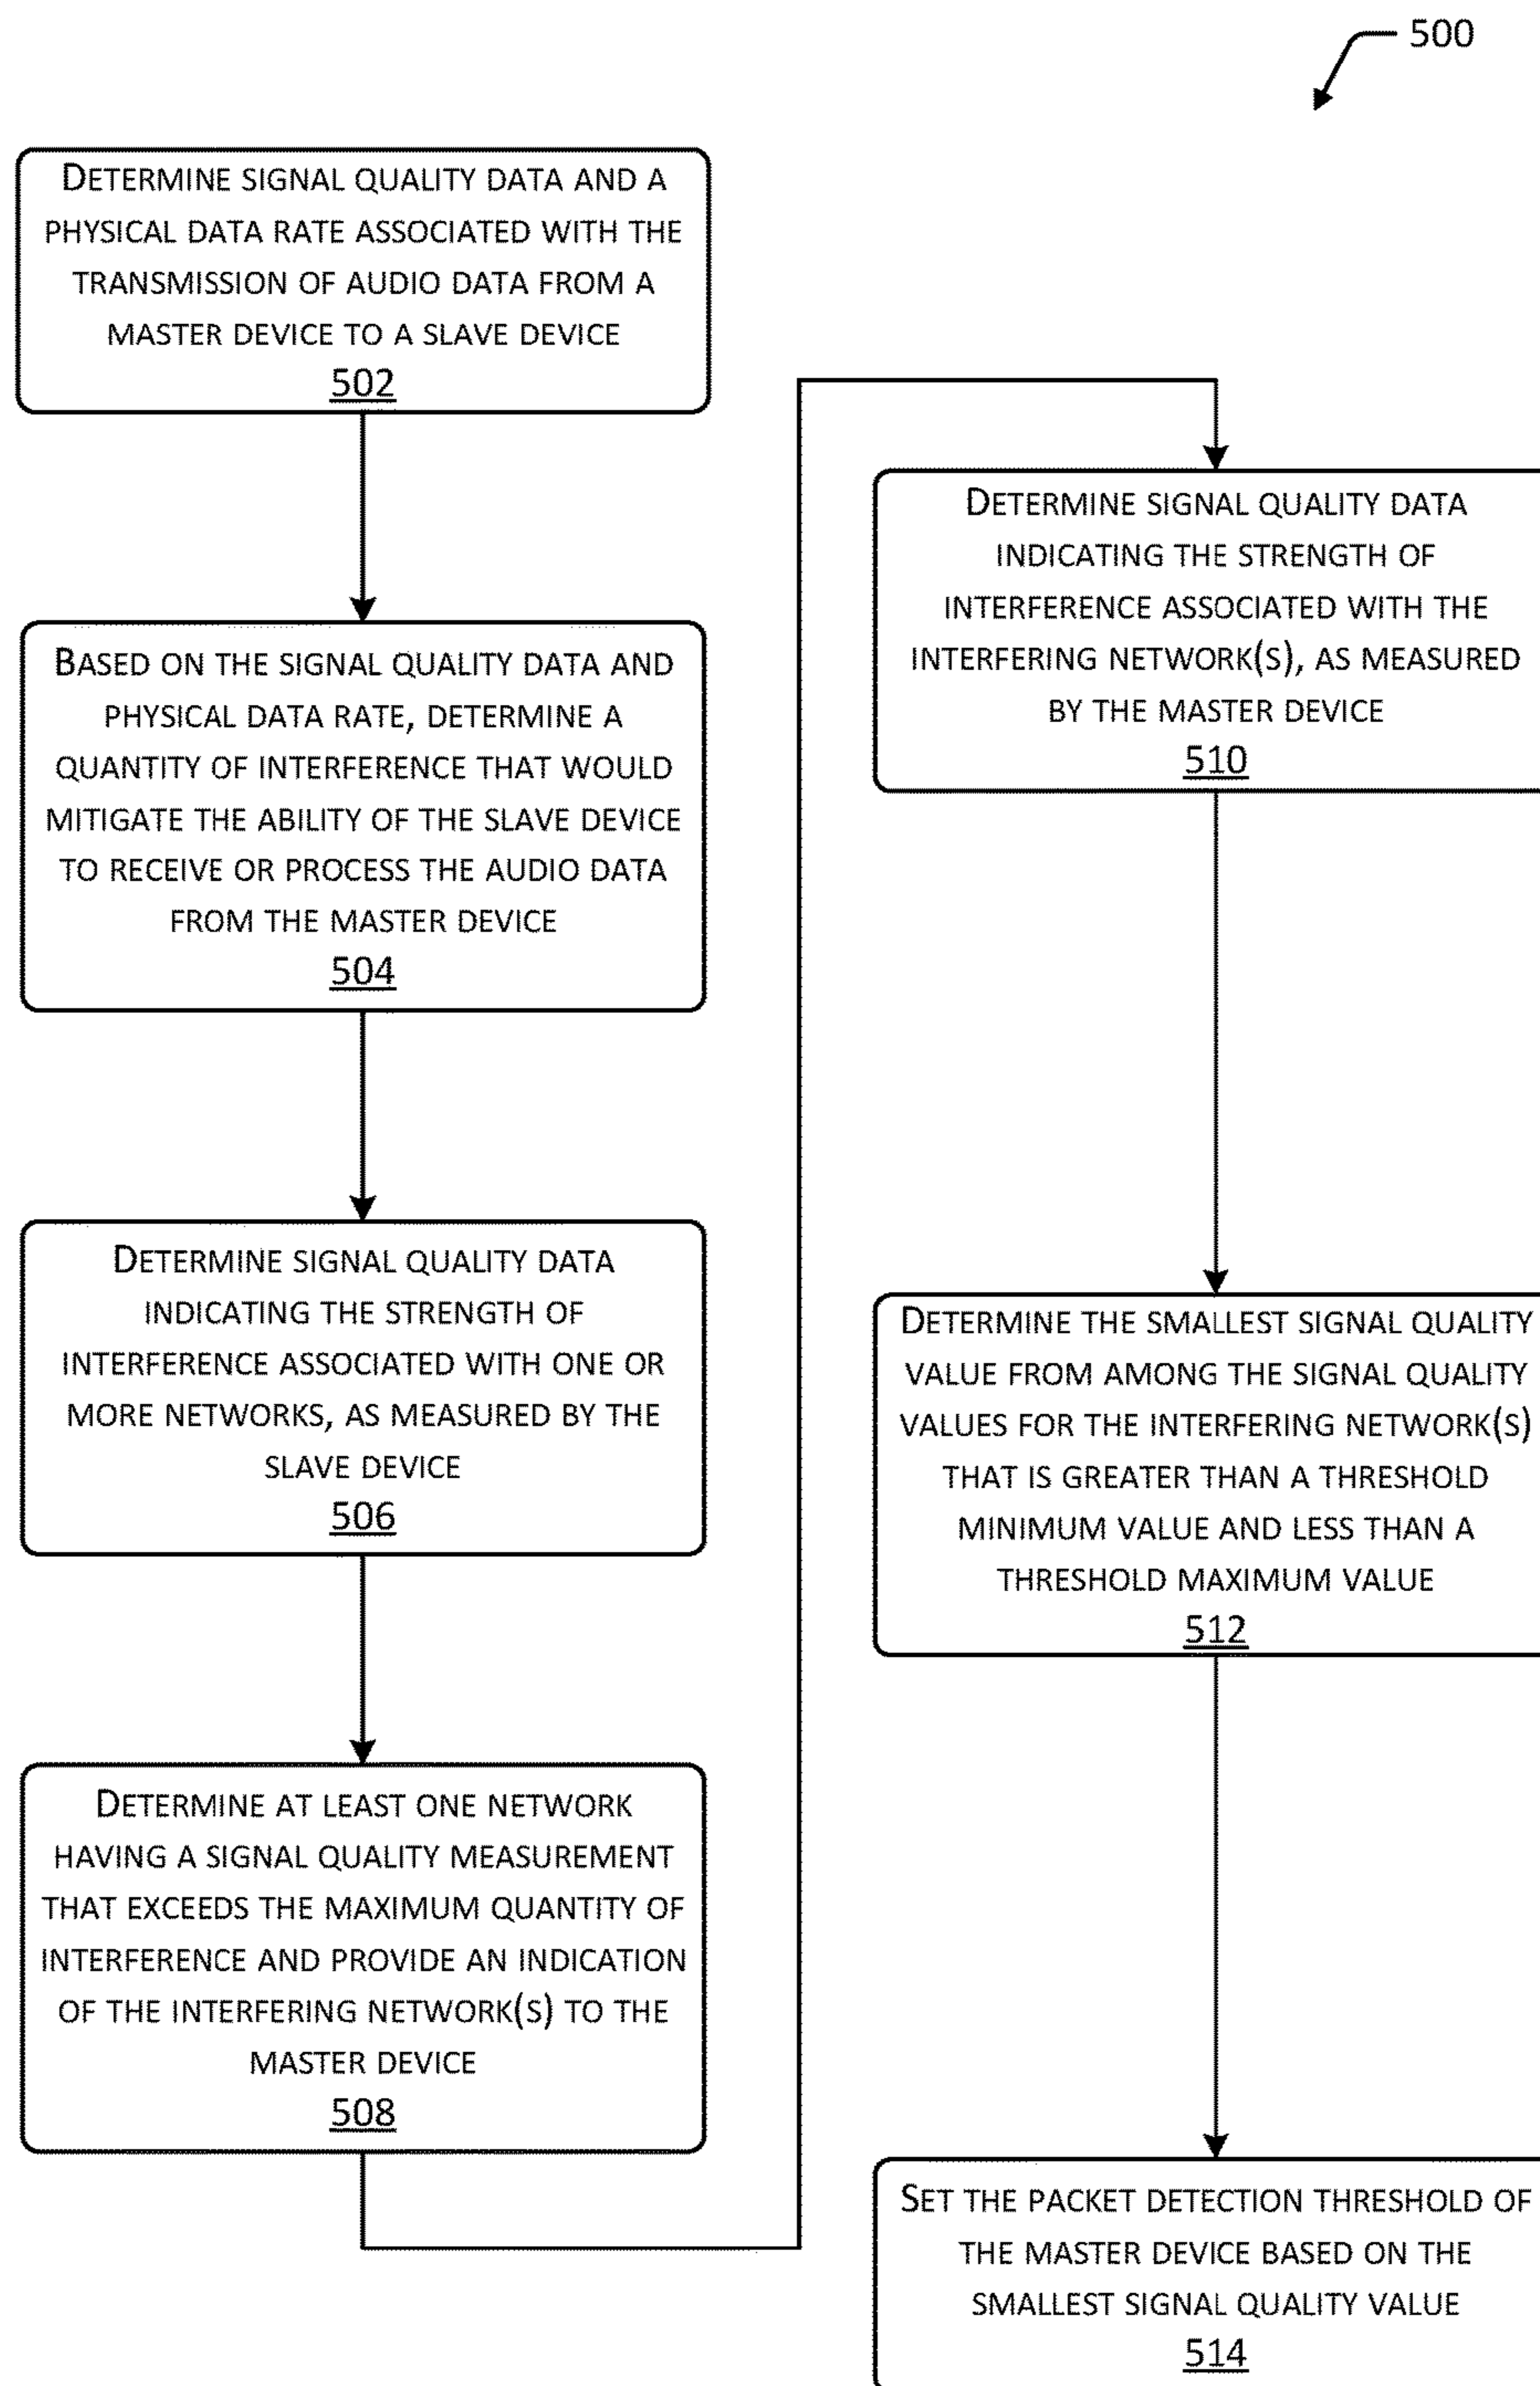 500
DETERMINE SIGNAL QUALITY DATA AND A
PHYSICAL DATA RATE ASSOCIATED WITH THE
TRANSMISSION OF AUDIO DATA FROM A
MASTER DEVICE TO A SLAVE DEVICE
502
BASED ON THE SIGNAL QUALITY DATA AND
PHYSICAL DATA RATE, DETERMINE A
QUANTITY OF INTERFERENCE THAT WOULD
MITIGATE THE ABILITY OF THE SLAVE DEVICE
TO RECEIVE OR PROCESS THE AUDIO DATA
FROM THE MASTER DEVICE
504
DETERMINE SIGNAL QUALITY DATA
INDICATING THE STRENGTH OF
INTERFERENCE ASSOCIATED WITH ONE OR
MORE NETWORKS, AS MEASURED BY THE
SLAVE DEVICE
506
DETERMINE AT LEAST ONE NETWORK
HAVING A SIGNAL QUALITY MEASUREMENT
THAT EXCEEDS THE MAXIMUM QUANTITY OF
INTERFERENCE AND PROVIDE AN INDICATION
OF THE INTERFERING NETWORK(S) TO THE
MASTER DEVICE
508
DETERMINE SIGNAL QUALITY DATA
INDICATING THE STRENGTH OF
INTERFERENCE ASSOCIATED WITH THE
INTERFERING NETWORK(S), AS MEASURED
BY THE MASTER DEVICE
510
DETERMINE THE SMALLEST SIGNAL QUALITY
VALUE FROM AMONG THE SIGNAL QUALITY
VALUES FOR THE INTERFERING NETWORK(S)
THAT IS GREATER THAN A THRESHOLD
MINIMUM VALUE AND LESS THAN A
THRESHOLD MAXIMUM VALUE
512
SET THE PACKET DETECTION THRESHOLD OF
THE MASTER DEVICE BASED ON THE
SMALLEST SIGNAL QUALITY VALUE
514